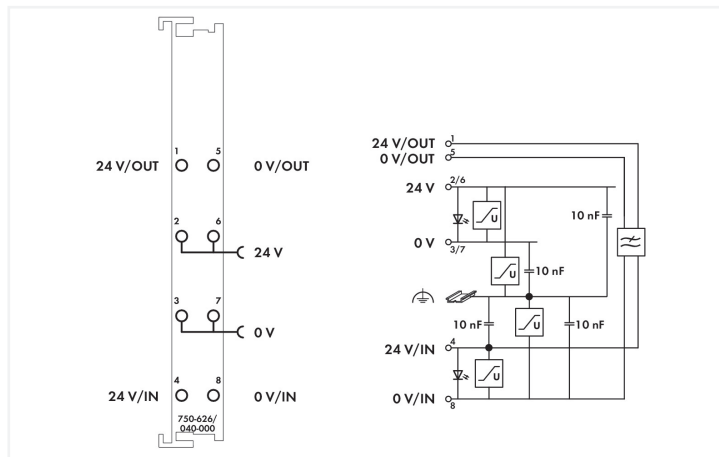 1 5
24 V/OUT 0 V/OUT
2 6
24 V
3 7
0 V
4 8
24 V/IN 0 V/IN
750-626/
040-000
24 V/OUT 1
0 V/OUT 5
24 V 2/6
U
10 nF
0 V
3/7
U
10 nF
10 nF
U
10 nF
24 V/IN 4
U
0 V/IN
8